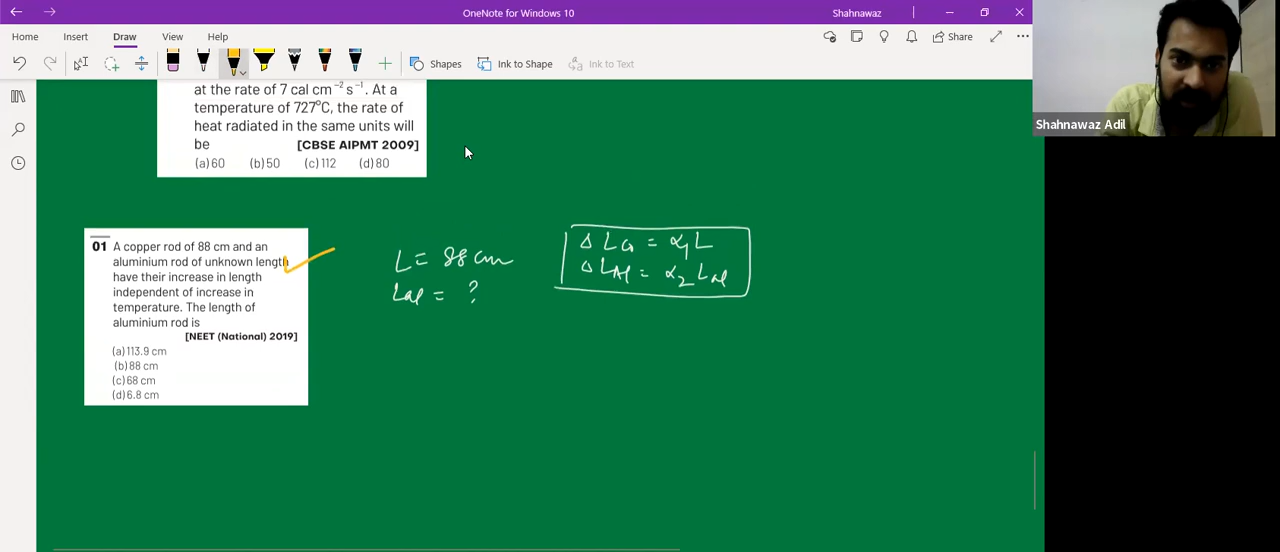 OneNote for Windows 10
Shahnawaz
Home Insert Draw View Help
Share
Shapes Ink to Shape Ink to Text
at the rate of 7 cal cm⁻² s⁻¹. At a
temperature of 727°C, the rate of
heat radiated in the same units will
be [CBSE AIPMT 2009]
(a) 60 (b) 50 (c) 112 (d) 80
Shahnawaz Adil
01 A copper rod of 88 cm and an
aluminium rod of unknown length
have their increase in length
independent of increase in
temperature. The length of
aluminium rod is
[NEET (National) 2019]
(a) 113.9 cm
(b) 88 cm
(c) 68 cm
(d) 6.8 cm
L = 88 cm
Lal = ?
Δ L = α₁ L
Δ LAl = α₂ LAl